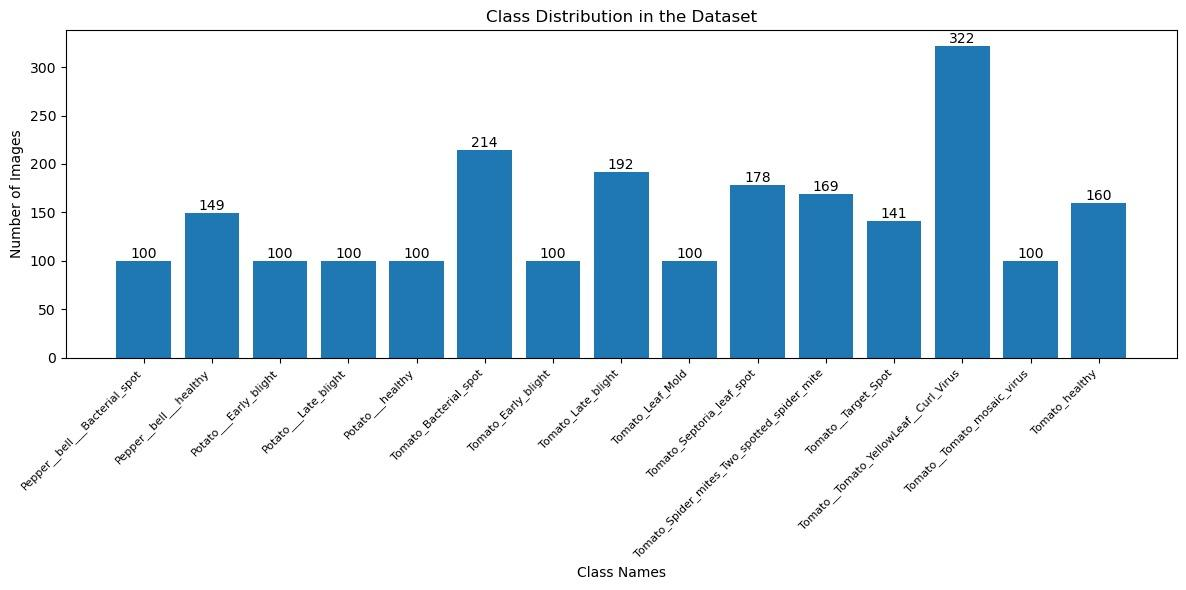 Class Distribution in the Dataset
Number of Images
300
250
200
150
100
50
0
100
149
100
100
100
214
100
192
100
178
169
141
322
100
160
Pepper__bell___Bacterial_spot
Pepper__bell___healthy
Potato___Early_blight
Potato___Late_blight
Potato___healthy
Tomato_Bacterial_spot
Tomato_Early_blight
Tomato_Late_blight
Tomato_Leaf_Mold
Tomato_Septoria_leaf_spot
Tomato_Spider_mites_Two_spotted_spider_mite
Tomato__Target_Spot
Tomato__Tomato_YellowLeaf__Curl_Virus
Tomato__Tomato_mosaic_virus
Tomato_healthy
Class Names